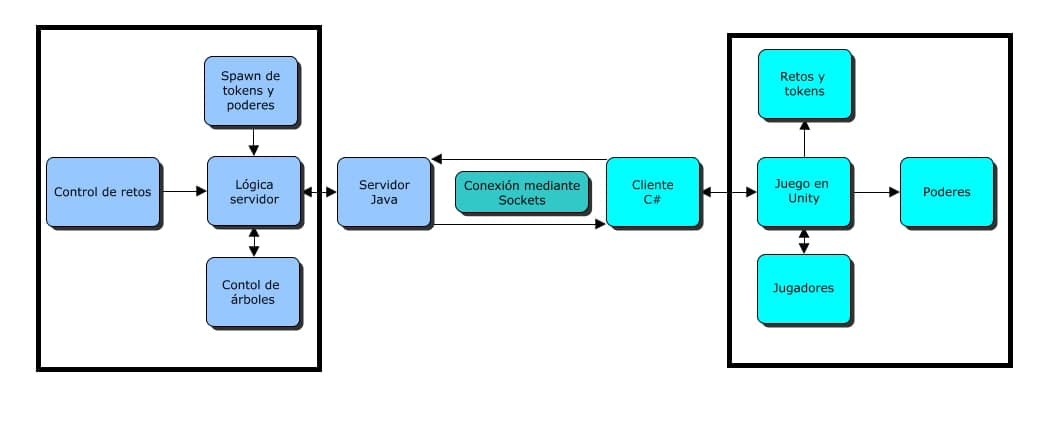 Spawn de
tokens y
poderes
Control de retos
Lógica
servidor
Contol de
árboles
Servidor
Java
Conexión mediante
Sockets
Cliente
C#
Retos y
tokens
Juego en
Unity
Poderes
Jugadores